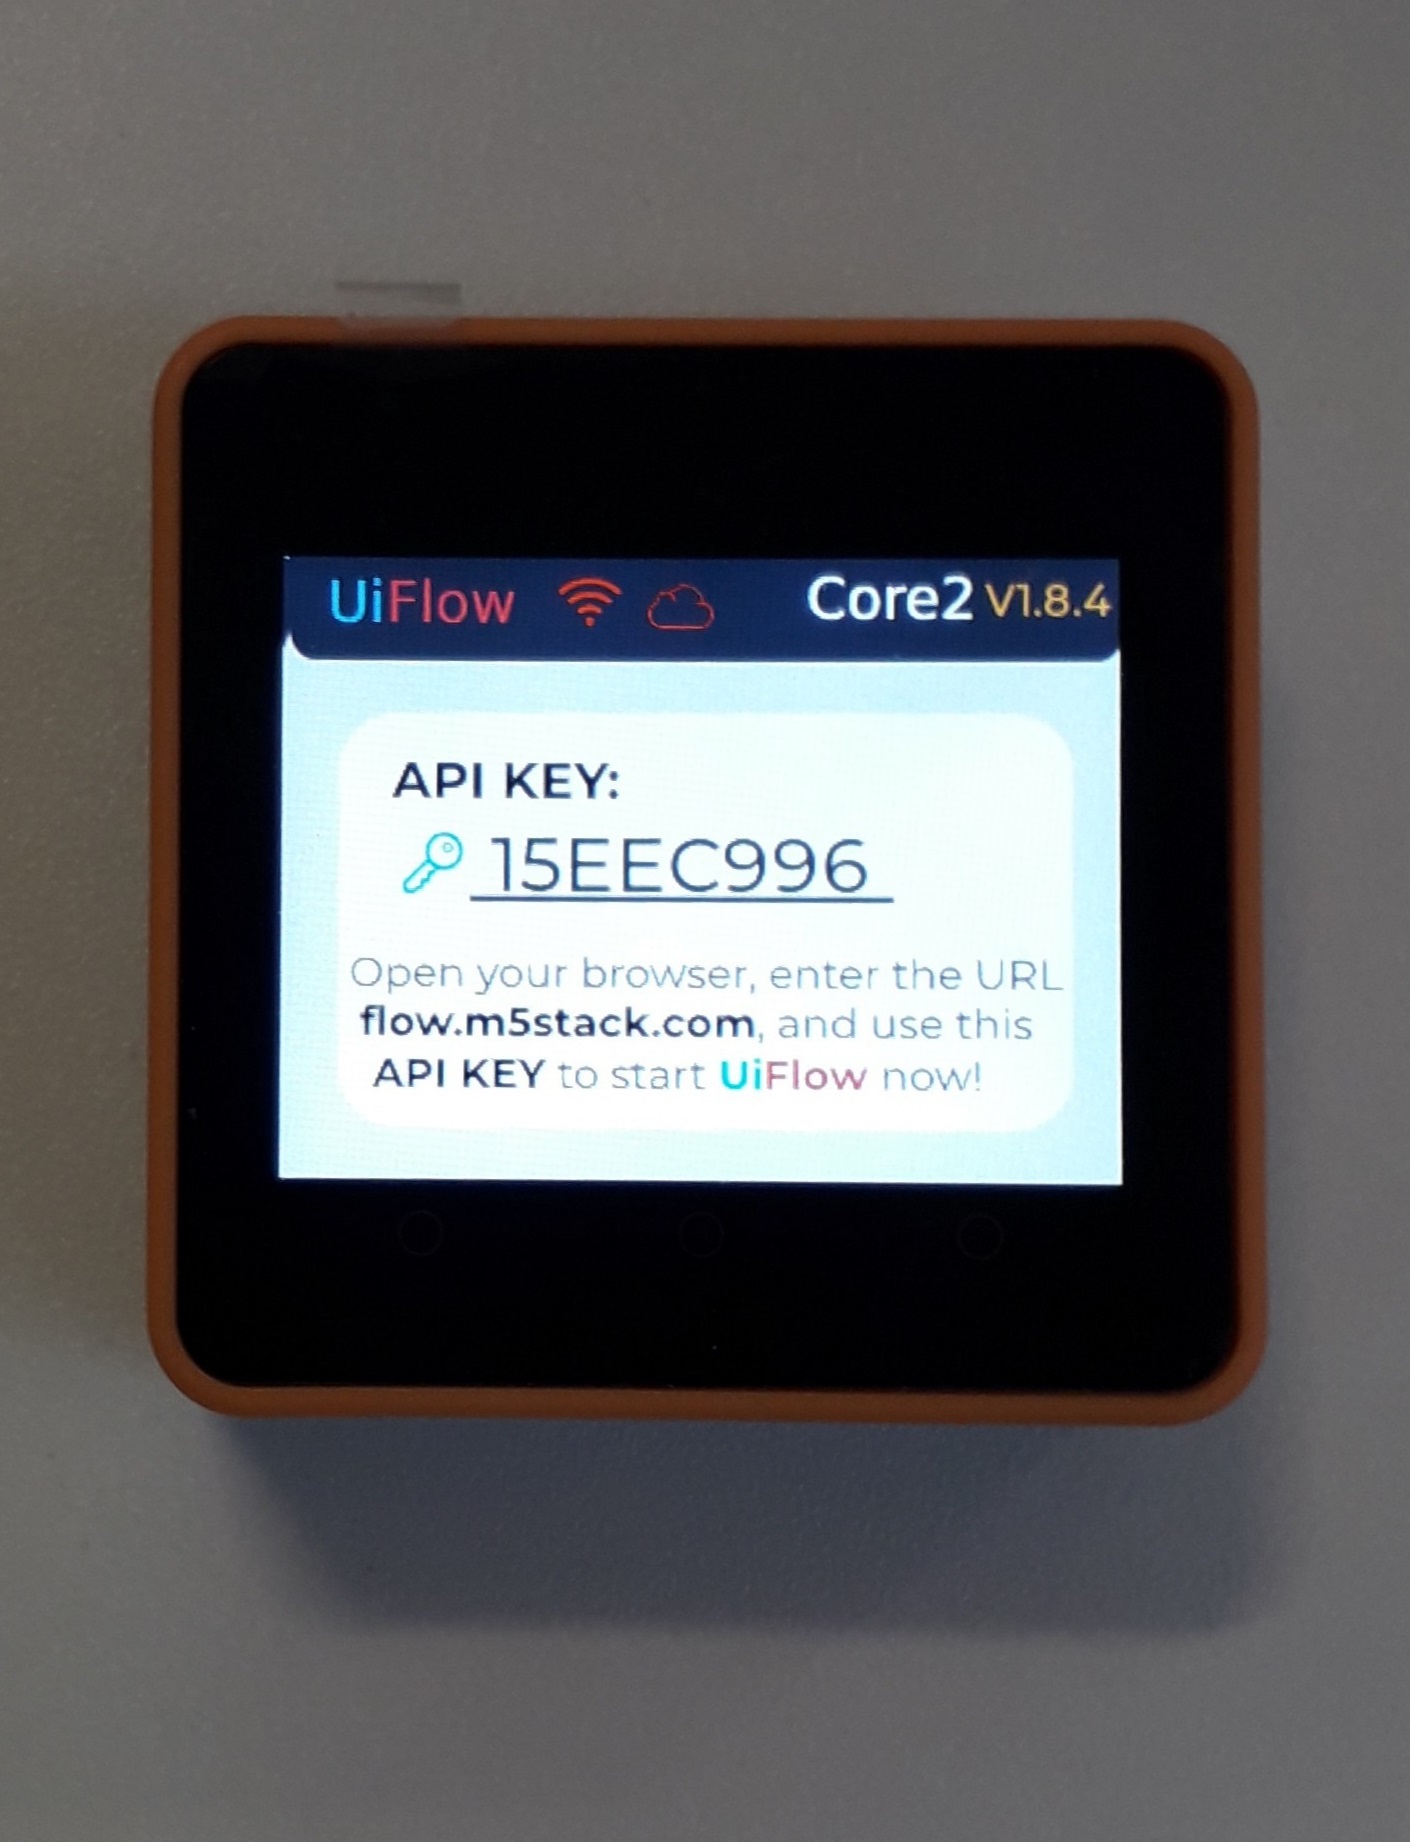 UiFlow Core2 V1.8.4
API KEY:
15EEC996
Open your browser, enter the URL
flow.m5stack.com, and use this
API KEY to start UiFlow now!